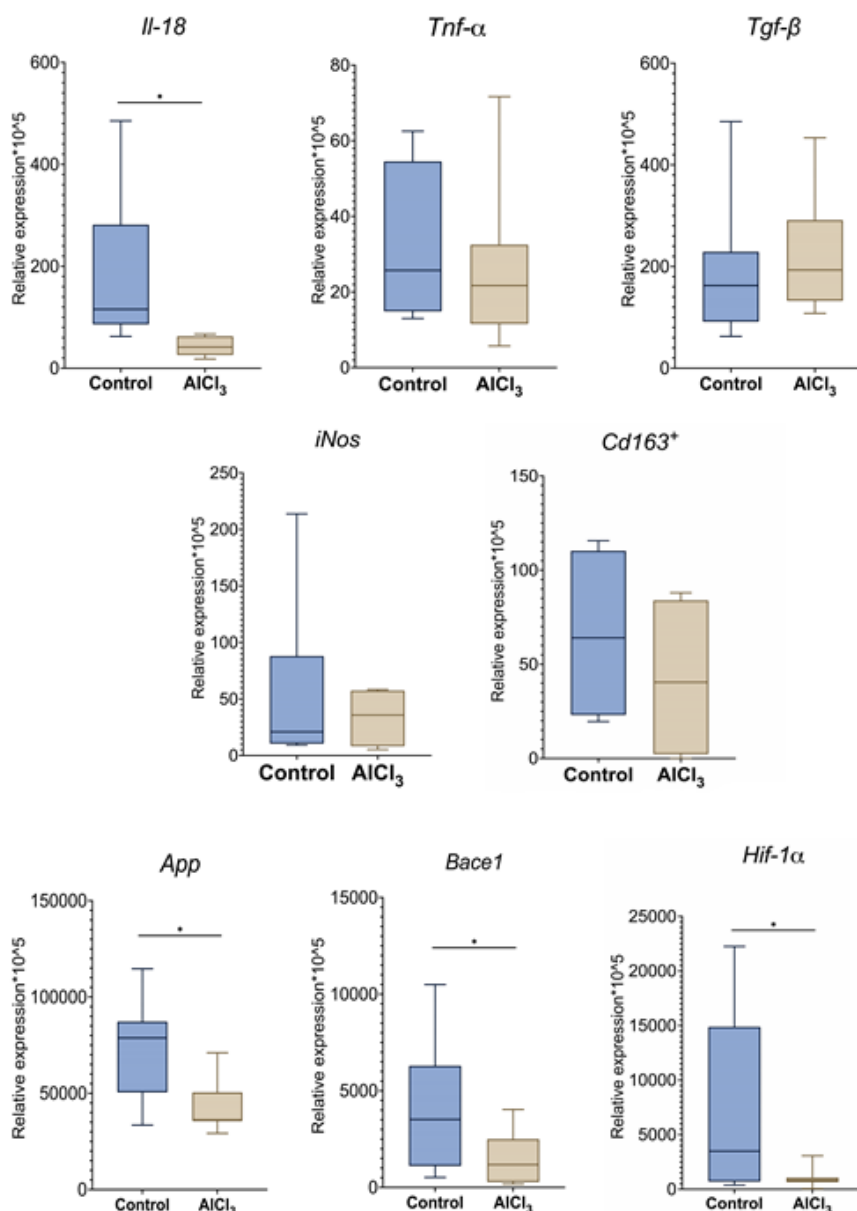 Il-18
Relative expression*10^5
600
400
200
0
*
Control AlCl₃
Tnf-α
Relative expression*10^5
80
60
40
20
0
Control AlCl₃
Tgf-β
Relative expression*10^5
600
400
200
0
Control AlCl₃
iNos
Relative expression*10^5
250
200
150
100
50
0
Control AlCl₃
Cd163⁺
Relative expression*10^5
150
100
50
0
Control AlCl₃
App
Relative expression*10^5
150000
100000
50000
0
*
Control AlCl₃
Bace1
Relative expression*10^5
15000
10000
5000
0
*
Control AlCl₃
Hif-1α
Relative expression*10^5
25000
20000
15000
10000
5000
0
*
Control AlCl₃